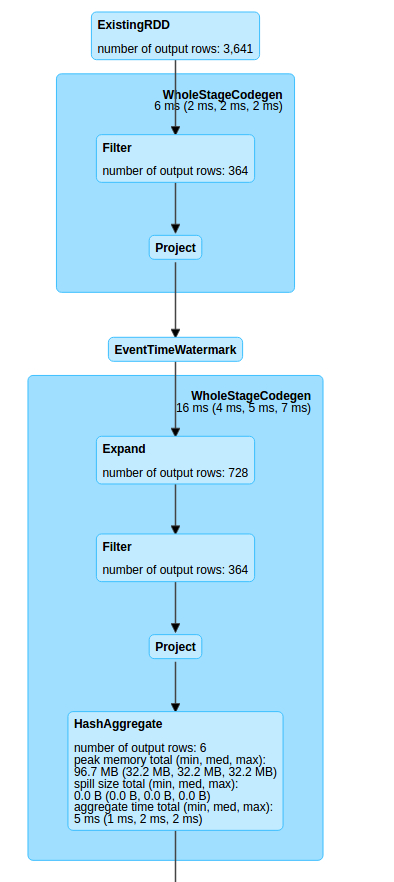 ExistingRDD
number of output rows: 3,641
WholeStageCodegen
6 ms (2 ms, 2 ms, 2 ms)
Filter
number of output rows: 364
Project
EventTimeWatermark
WholeStageCodegen
16 ms (4 ms, 5 ms, 7 ms)
Expand
number of output rows: 728
Filter
number of output rows: 364
Project
HashAggregate
number of output rows: 6
peak memory total (min, med, max):
96.7 MB (32.2 MB, 32.2 MB, 32.2 MB)
spill size total (min, med, max):
0.0 B (0.0 B, 0.0 B, 0.0 B)
aggregate time total (min, med, max):
5 ms (1 ms, 2 ms, 2 ms)